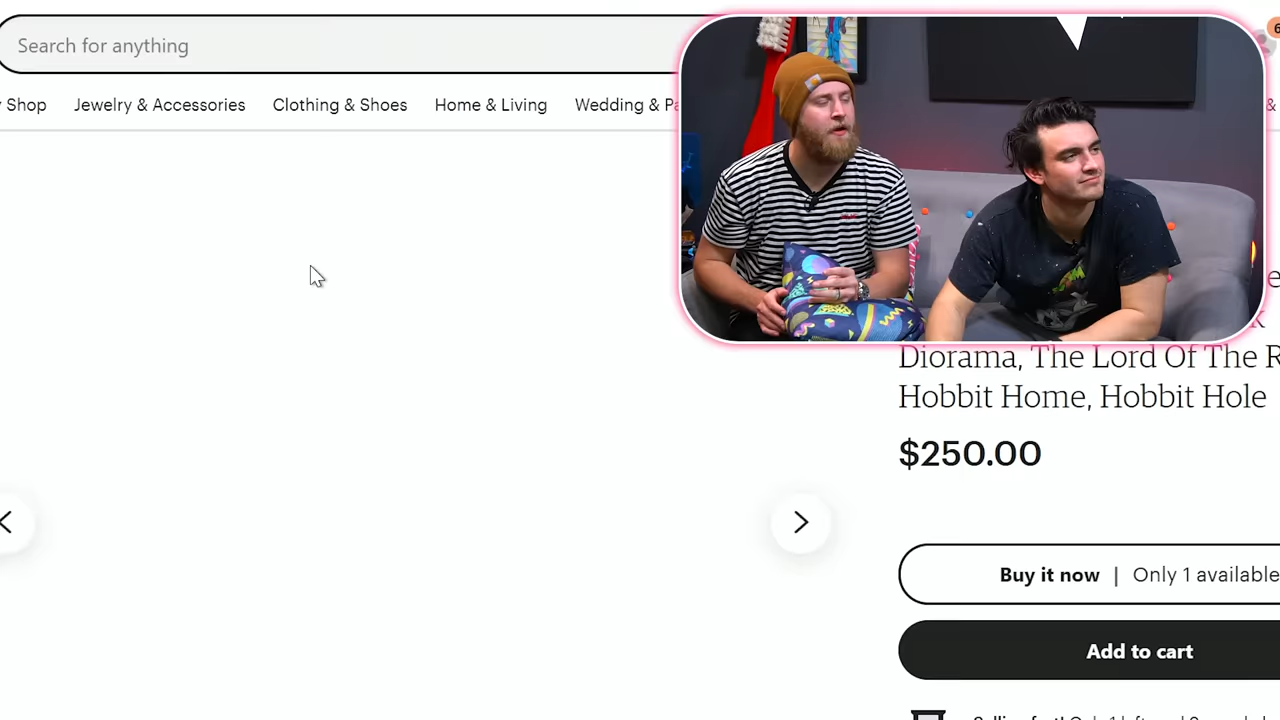 Search for anything
Shop
Jewelry & Accessories
Clothing & Shoes
Home & Living
Wedding &
&
6
Diorama, The Lord Of The R
Hobbit Home, Hobbit Hole
$250.00
Buy it now | Only 1 available
Add to cart